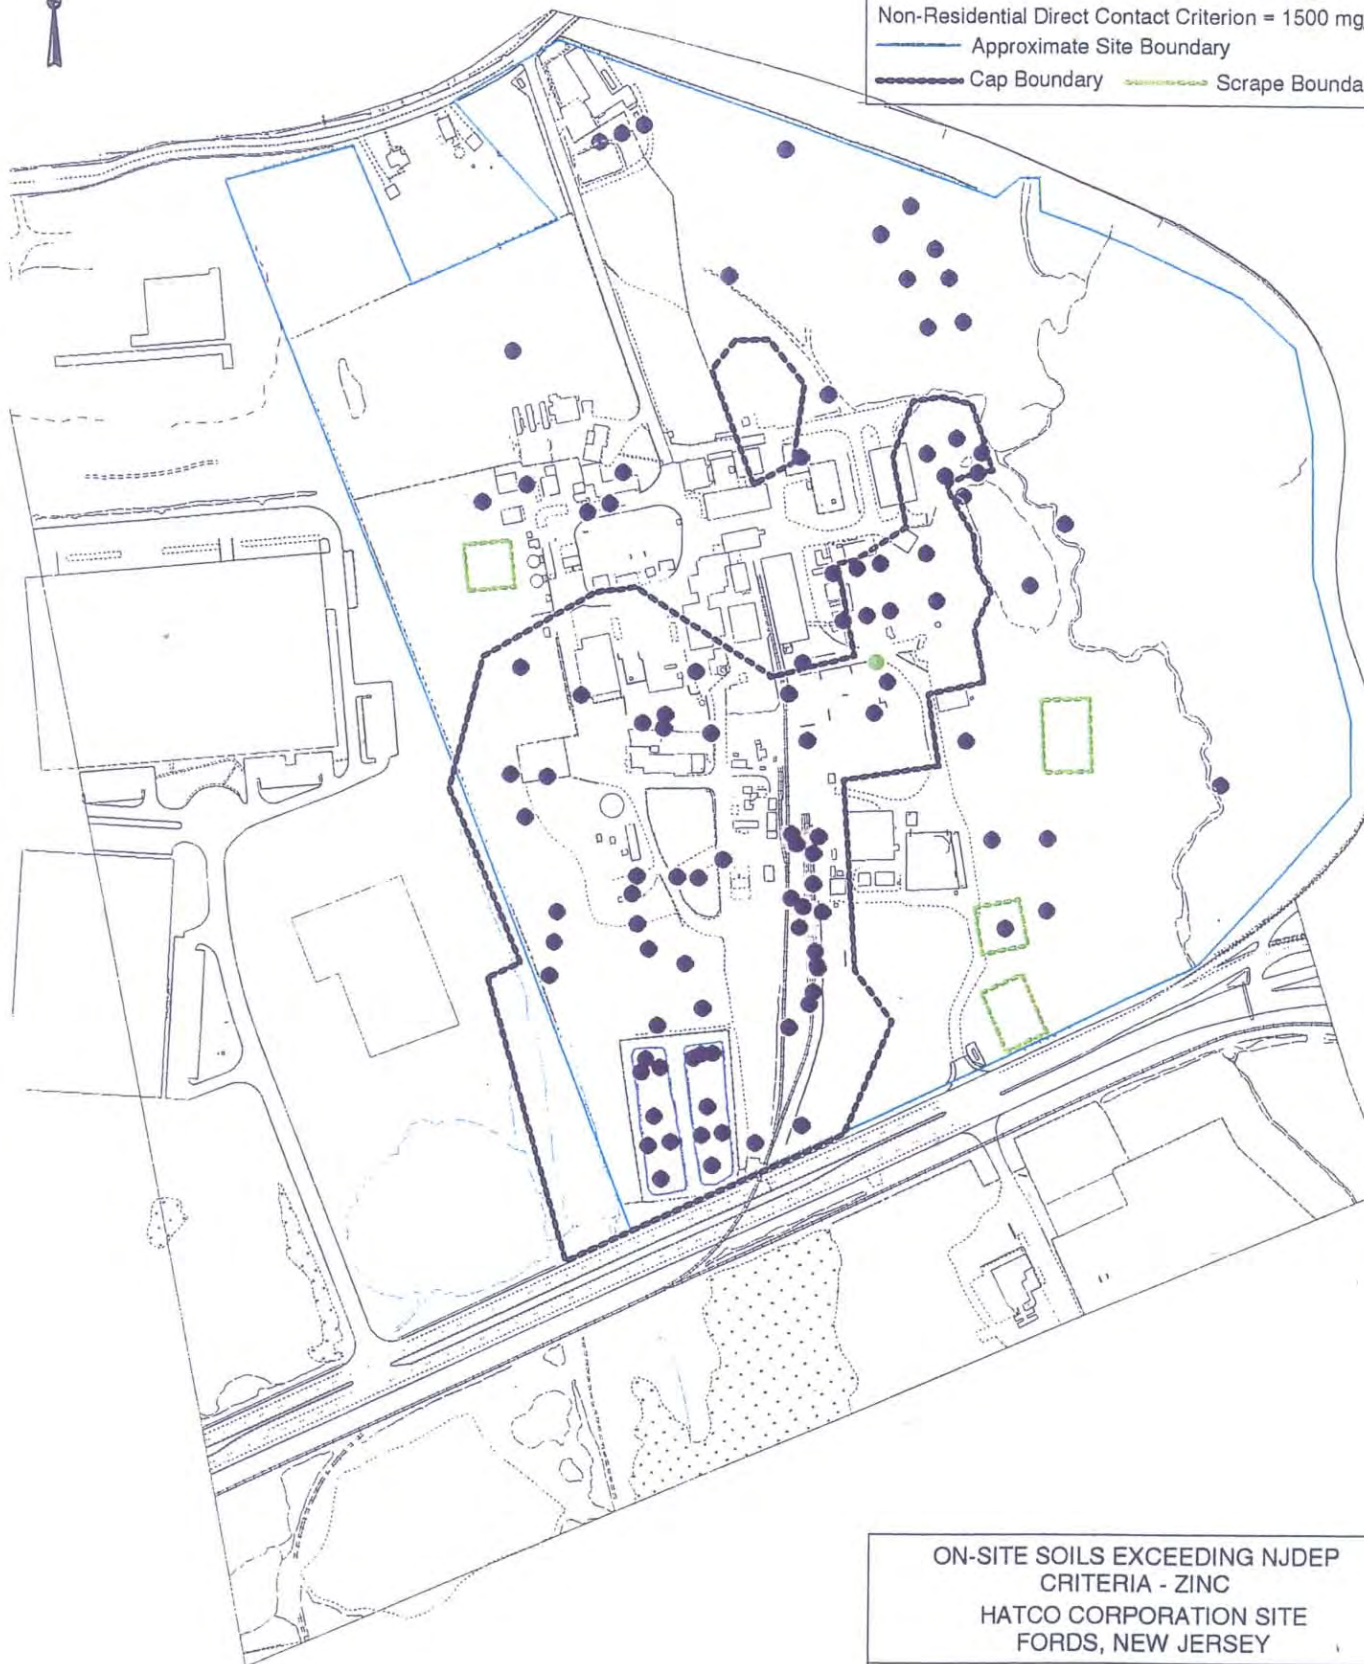 Non-Residential Direct Contact Criterion = 1500 mg
Approximate Site Boundary
Cap Boundary Scrape Bounda
ON-SITE SOILS EXCEEDING NJDEP
CRITERIA - ZINC
HATCO CORPORATION SITE
FORDS, NEW JERSEY